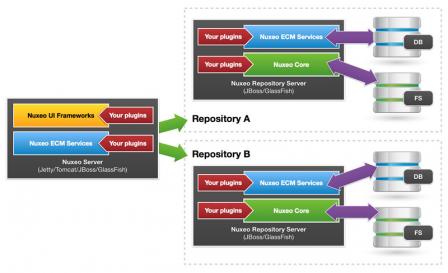 Your plugins
Nuxeo ECM Services
DB
Your plugins
Nuxeo Core
Nuxeo Repository Server
(JBoss/GlassFish)
FS
Repository A
Nuxeo UI Frameworks
Your plugins
Nuxeo ECM Services
Your plugins
Nuxeo Server
(Jetty/Tomcat/JBoss/GlassFish)
Repository B
Your plugins
Nuxeo ECM Services
DB
Your plugins
Nuxeo Core
Nuxeo Repository Server
(JBoss/GlassFish)
FS